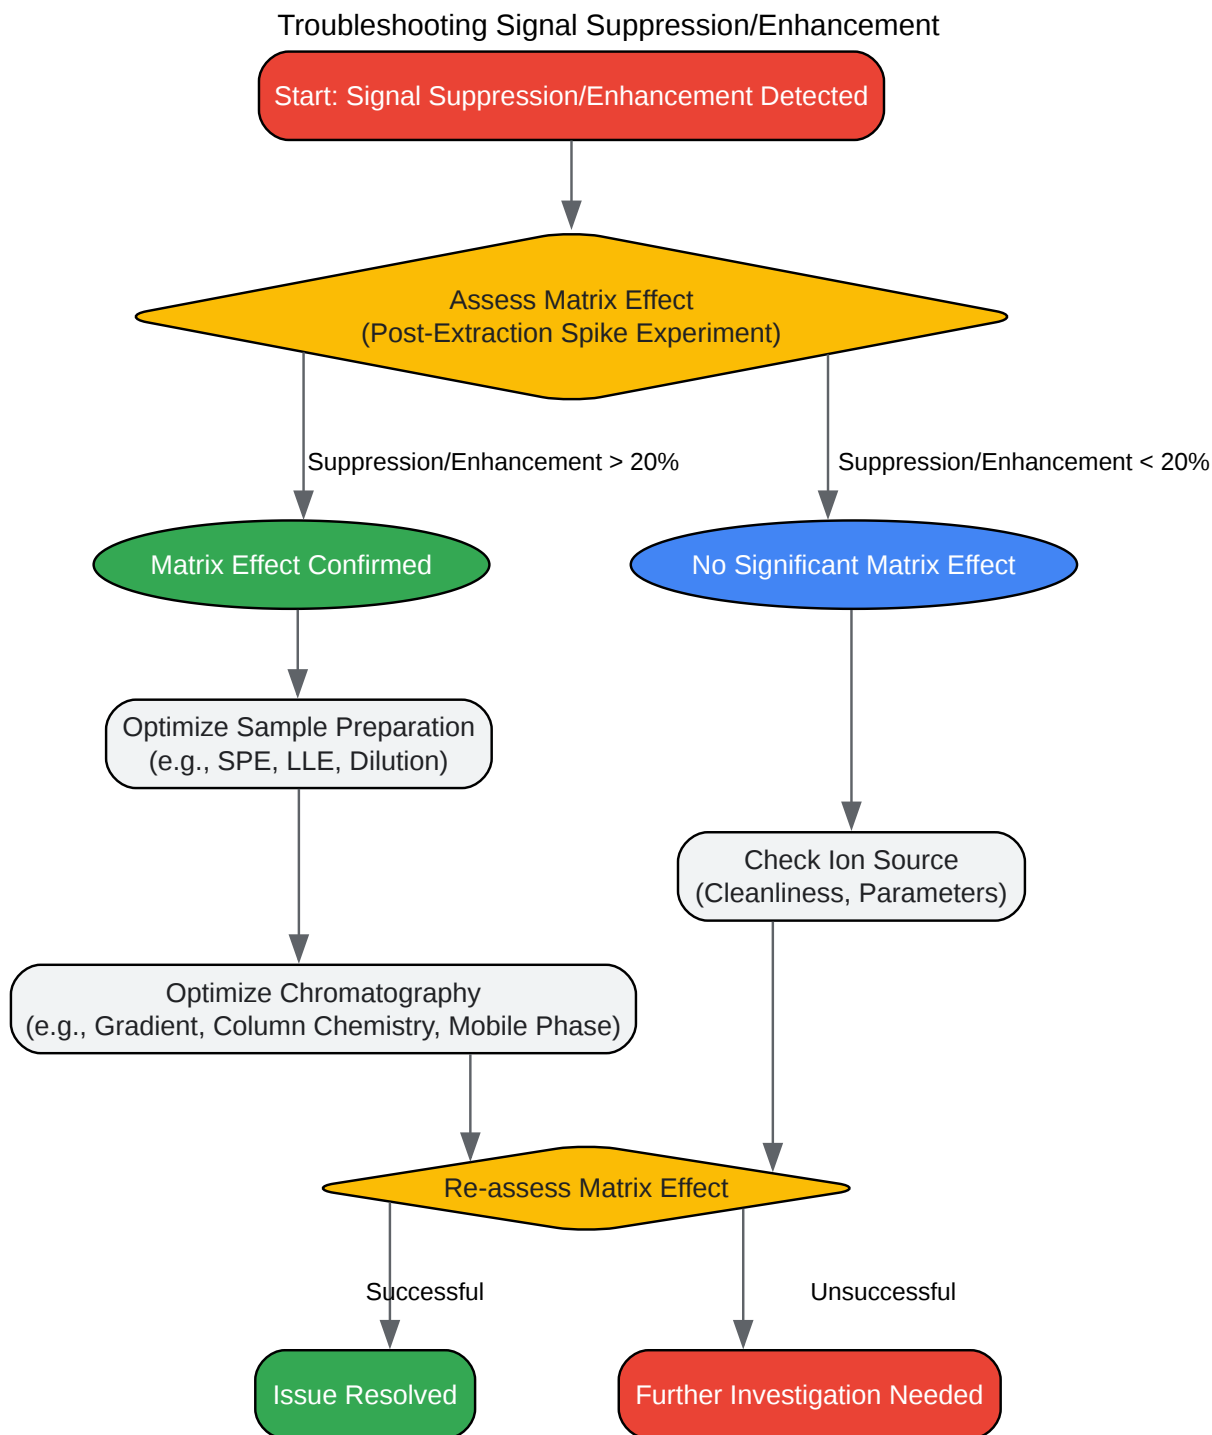 Troubleshooting Signal Suppression/Enhancement
Start: Signal Suppression/Enhancement Detected
Assess Matrix Effect
(Post-Extraction Spike Experiment)
Suppression/Enhancement > 20%
Suppression/Enhancement < 20%
Matrix Effect Confirmed
No Significant Matrix Effect
Optimize Sample Preparation
(e.g., SPE, LLE, Dilution)
Check Ion Source
(Cleanliness, Parameters)
Optimize Chromatography
(e.g., Gradient, Column Chemistry, Mobile Phase)
Re-assess Matrix Effect
Successful
Unsuccessful
Issue Resolved
Further Investigation Needed